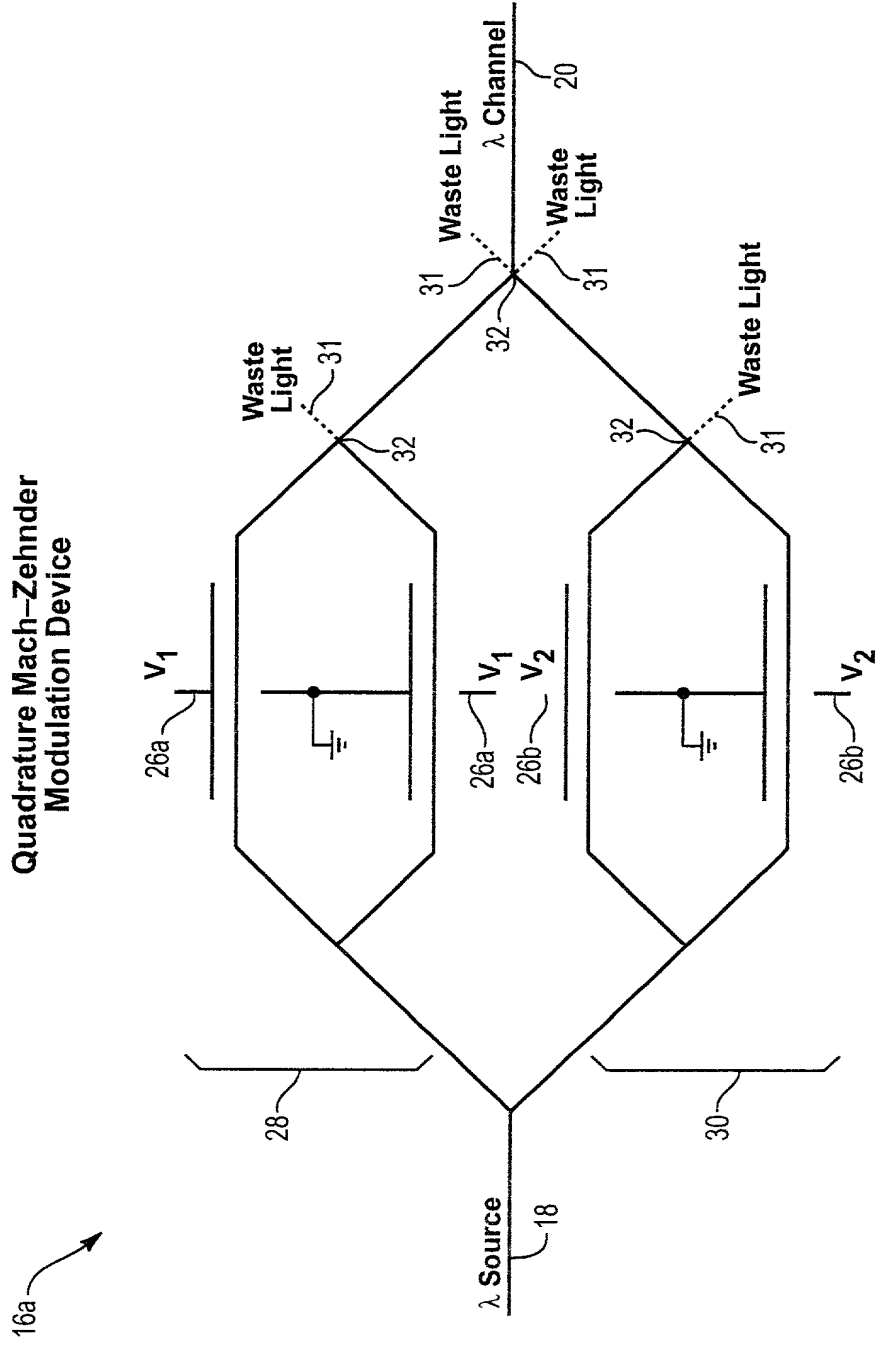 Quadrature Mach–Zehnder
Modulation Device
16a
V1
26a
28
V1
26a
V2
26b
30
V2
26b
λ Source
18
Waste
Light
31
32
Waste Light
31
32
λ Channel
20
Waste
Light
31
32
Waste Light
31